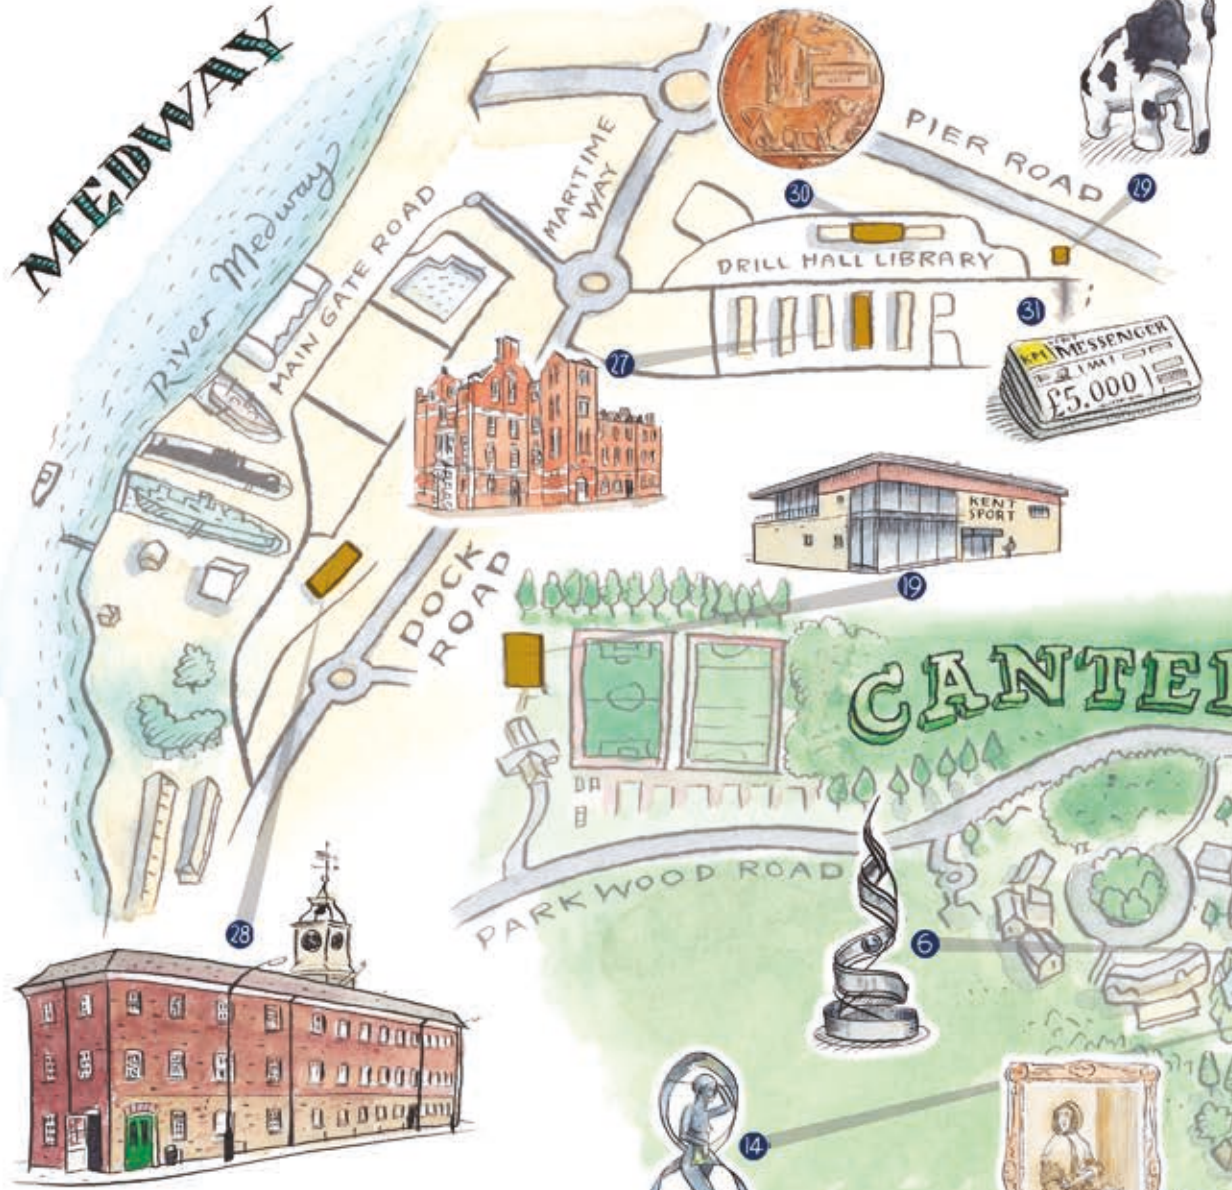 MEDWAY
River Medway
MAIN GATE ROAD
MARITIME
WAY
PIER ROAD
29
30
DRILL HALL LIBRARY
31
KM
MESSENGER
£5.000
27
KENT
SPORT
19
DOCK
ROAD
CANTE
PARKWOOD ROAD
28
6
14